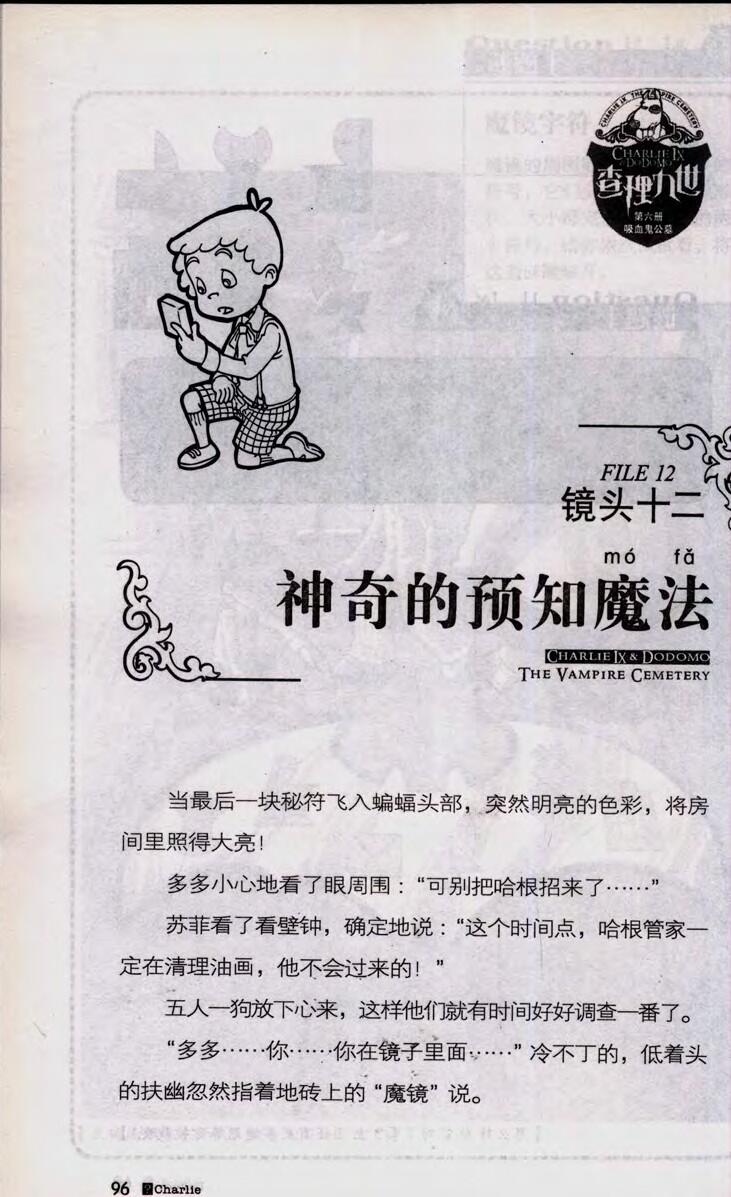 CHARLIE IX THE VAMPIRE CEMETERY
CHARLIE IX
& DODOMO
查理九世
第六册
吸血鬼公墓
FILE 12
镜头十二
mó fǎ
神奇的预知魔法
CHARLIE IX & DODOMO
THE VAMPIRE CEMETERY
当最后一块秘符飞入蝙蝠头部，突然明亮的色彩，将房
间里照得大亮！
多多小心地看了眼周围：“可别把哈根招来了……”
苏菲看了看壁钟，确定地说：“这个时间点，哈根管家一
定在清理油画，他不会过来的！”
五人一狗放下心来，这样他们就有时间好好调查一番了。
“多多……你……你在镜子里面……”冷不丁的，低着头
的扶幽忽然指着地砖上的“魔镜”说。
96 Charlie